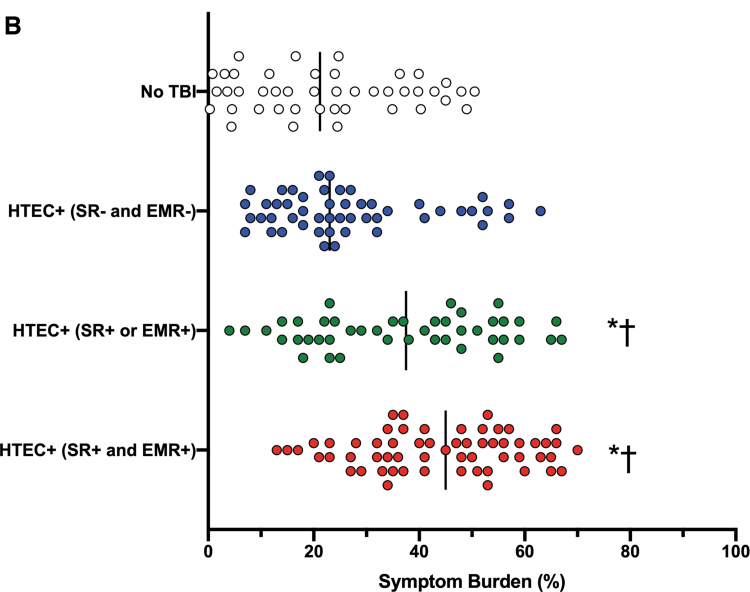 B
No TBI
HTEC+ (SR- and EMR-)
HTEC+ (SR+ or EMR+)
*†
HTEC+ (SR+ and EMR+)
*†
0 20 40 60 80 100
Symptom Burden (%)